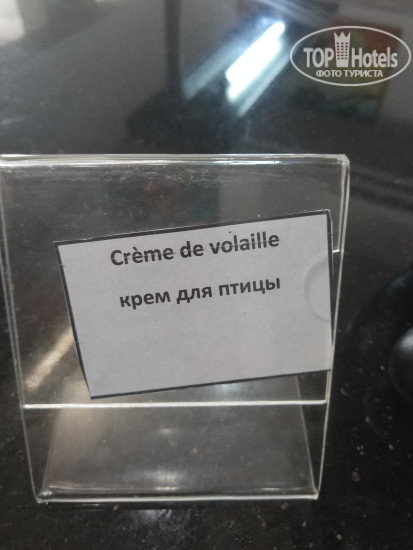 TOP Hotels
ФОТО ТУРИСТА
Crème de volaille
крем для птицы